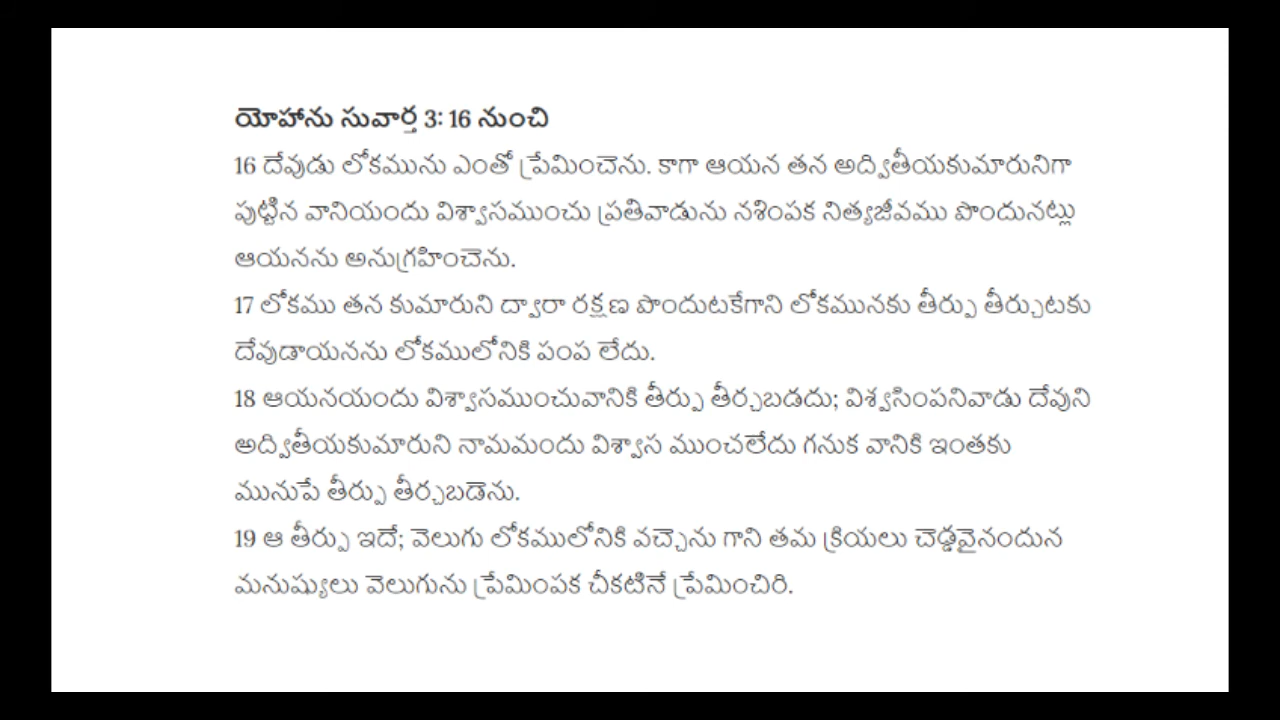 యోహాను సువార్త 3: 16 నుంచి
16 దేవుడు లోకమును ఎంతో ప్రేమించెను. కాగా ఆయన తన అద్వితీయకుమారునిగా
పుట్టిన వానియందు విశ్వాసముంచు ప్రతివాడును నశింపక నిత్యజీవము పొందునట్లు
ఆయనను అనుగ్రహించెను.
17 లోకము తన కుమారుని ద్వారా రక్షణ పొందుటకేగాని లోకమునకు తీర్పు తీర్చుటకు
దేవుడాయనను లోకములోనికి పంప లేదు.
18 ఆయనయందు విశ్వాసముంచువానికి తీర్పు తీర్చబడదు; విశ్వసింపనివాడు దేవుని
అద్వితీయకుమారుని నామమందు విశ్వాస ముంచలేదు గనుక వానికి ఇంతకు
మునుపే తీర్పు తీర్చబడెను.
19 ఆ తీర్పు ఇదే; వెలుగు లోకములోనికి వచ్చెను గాని తమ క్రియలు చెడ్డవైనందున
మనుష్యులు వెలుగును ప్రేమింపక చీకటినే ప్రేమించిరి.